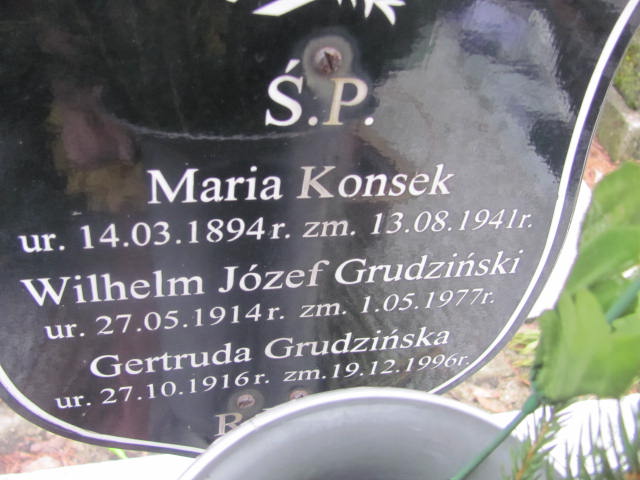 Ś.P.
Maria Konsek
ur. 14.03.1894r. zm. 13.08.1941r.
Wilhelm Józef Grudziński
ur. 27.05.1914r. zm. 1.05.1977r.
Gertruda Grudzińska
ur. 27.10.1916r. zm.19.12.1996r.